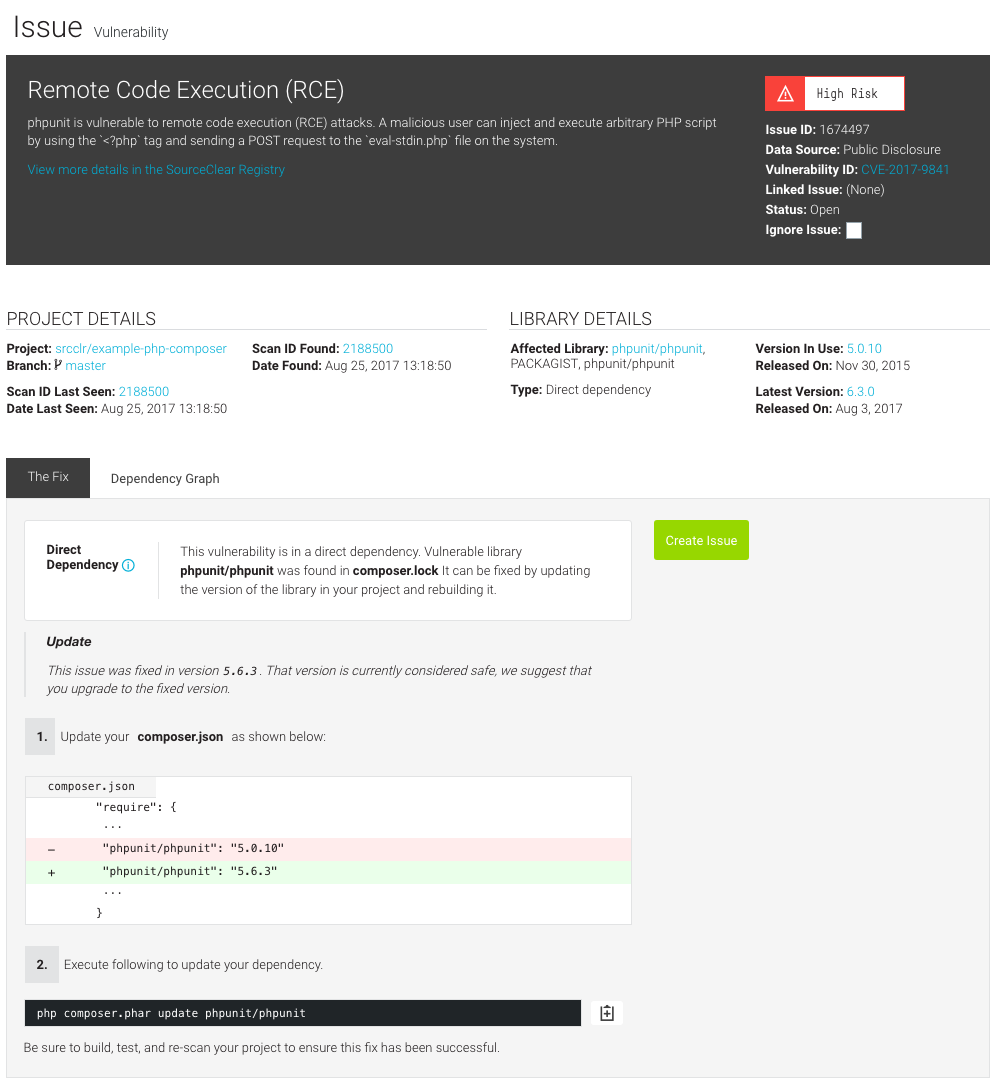 Issue Vulnerability
Remote Code Execution (RCE)
phpunit is vulnerable to remote code execution (RCE) attacks. A malicious user can inject and execute arbitrary PHP script
by using the `<?php` tag and sending a POST request to the `eval-stdin.php` file on the system.
View more details in the SourceClear Registry
High Risk
Issue ID: 1674497
Data Source: Public Disclosure
Vulnerability ID: CVE-2017-9841
Linked Issue: (None)
Status: Open
Ignore Issue:
PROJECT DETAILS
Project: srcclr/example-php-composer
Branch: master
Scan ID Last Seen: 2188500
Date Last Seen: Aug 25, 2017 13:18:50
Scan ID Found: 2188500
Date Found: Aug 25, 2017 13:18:50
LIBRARY DETAILS
Affected Library: phpunit/phpunit,
PACKAGIST, phpunit/phpunit
Type: Direct dependency
Version In Use: 5.0.10
Released On: Nov 30, 2015
Latest Version: 6.3.0
Released On: Aug 3, 2017
The Fix
Dependency Graph
Direct
Dependency
This vulnerability is in a direct dependency. Vulnerable library
phpunit/phpunit was found in composer.lock It can be fixed by updating
the version of the library in your project and rebuilding it.
Create Issue
Update
This issue was fixed in version 5.6.3. That version is currently considered safe, we suggest that
you upgrade to the fixed version.
1. Update your composer.json as shown below:
composer.json
"require": {
...
- "phpunit/phpunit": "5.0.10"
+ "phpunit/phpunit": "5.6.3"
...
}
2. Execute following to update your dependency.
php composer.phar update phpunit/phpunit
Be sure to build, test, and re-scan your project to ensure this fix has been successful.